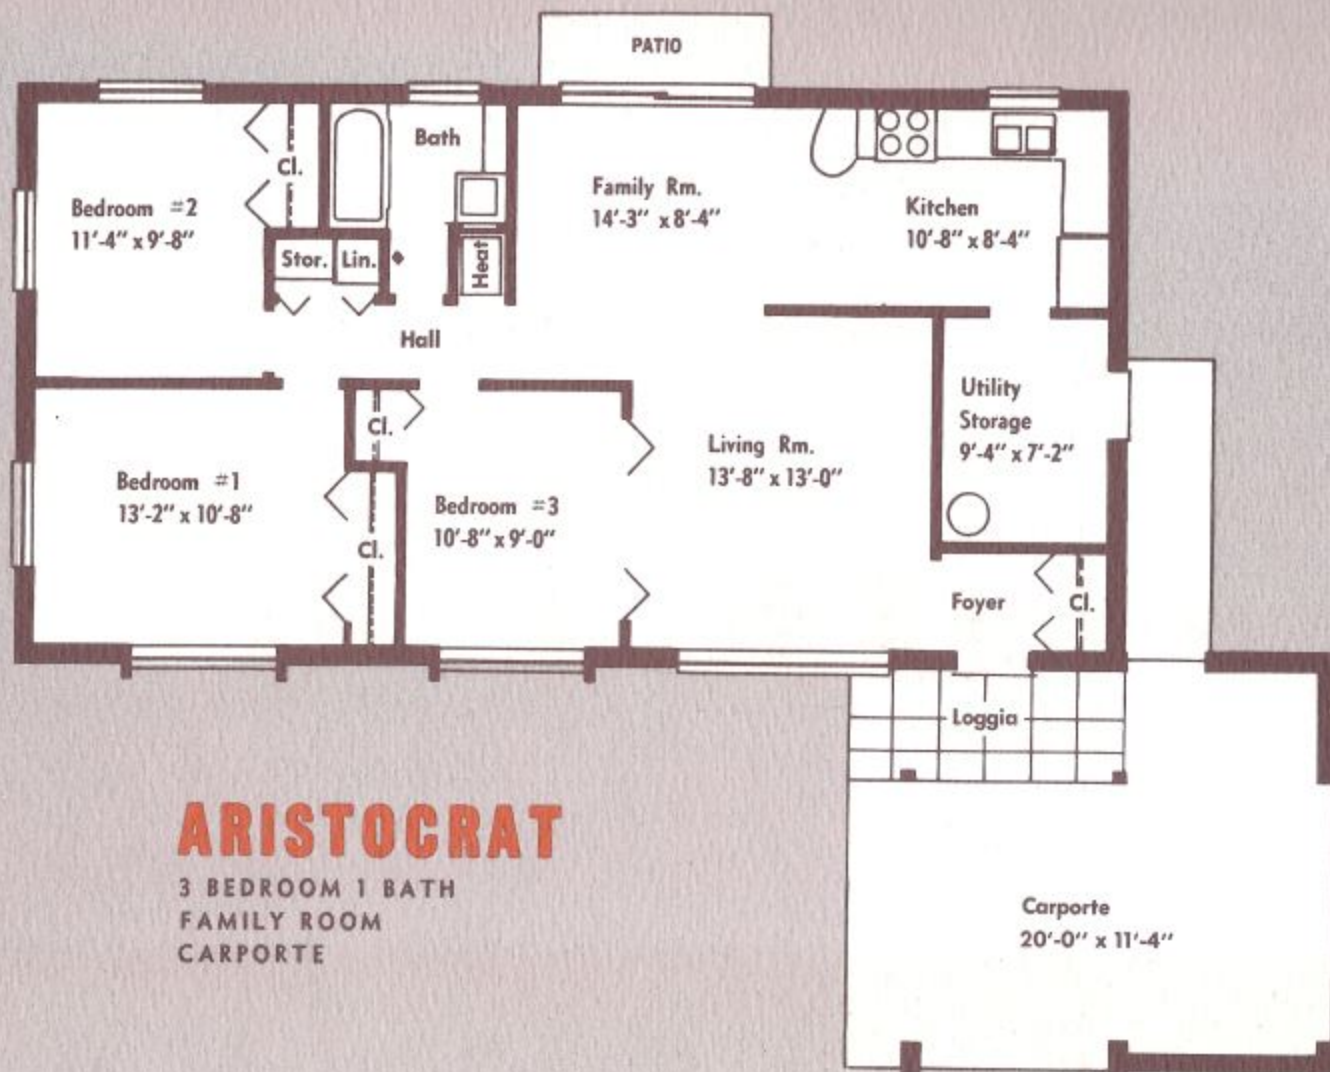 PATIO
Bath
Cl.
Bedroom #2
11'-4" x 9'-8"
Family Rm.
14'-3" x 8'-4"
Kitchen
10'-8" x 8'-4"
Stor.
Lin.
Heat
Hall
Utility
Storage
9'-4" x 7'-2"
Cl.
Living Rm.
13'-8" x 13'-0"
Bedroom #1
13'-2" x 10'-8"
Bedroom #3
10'-8" x 9'-0"
Cl.
Foyer
Cl.
Loggia
ARISTOCRAT
3 BEDROOM 1 BATH
FAMILY ROOM
CARPORTE
Carporte
20'-0" x 11'-4"